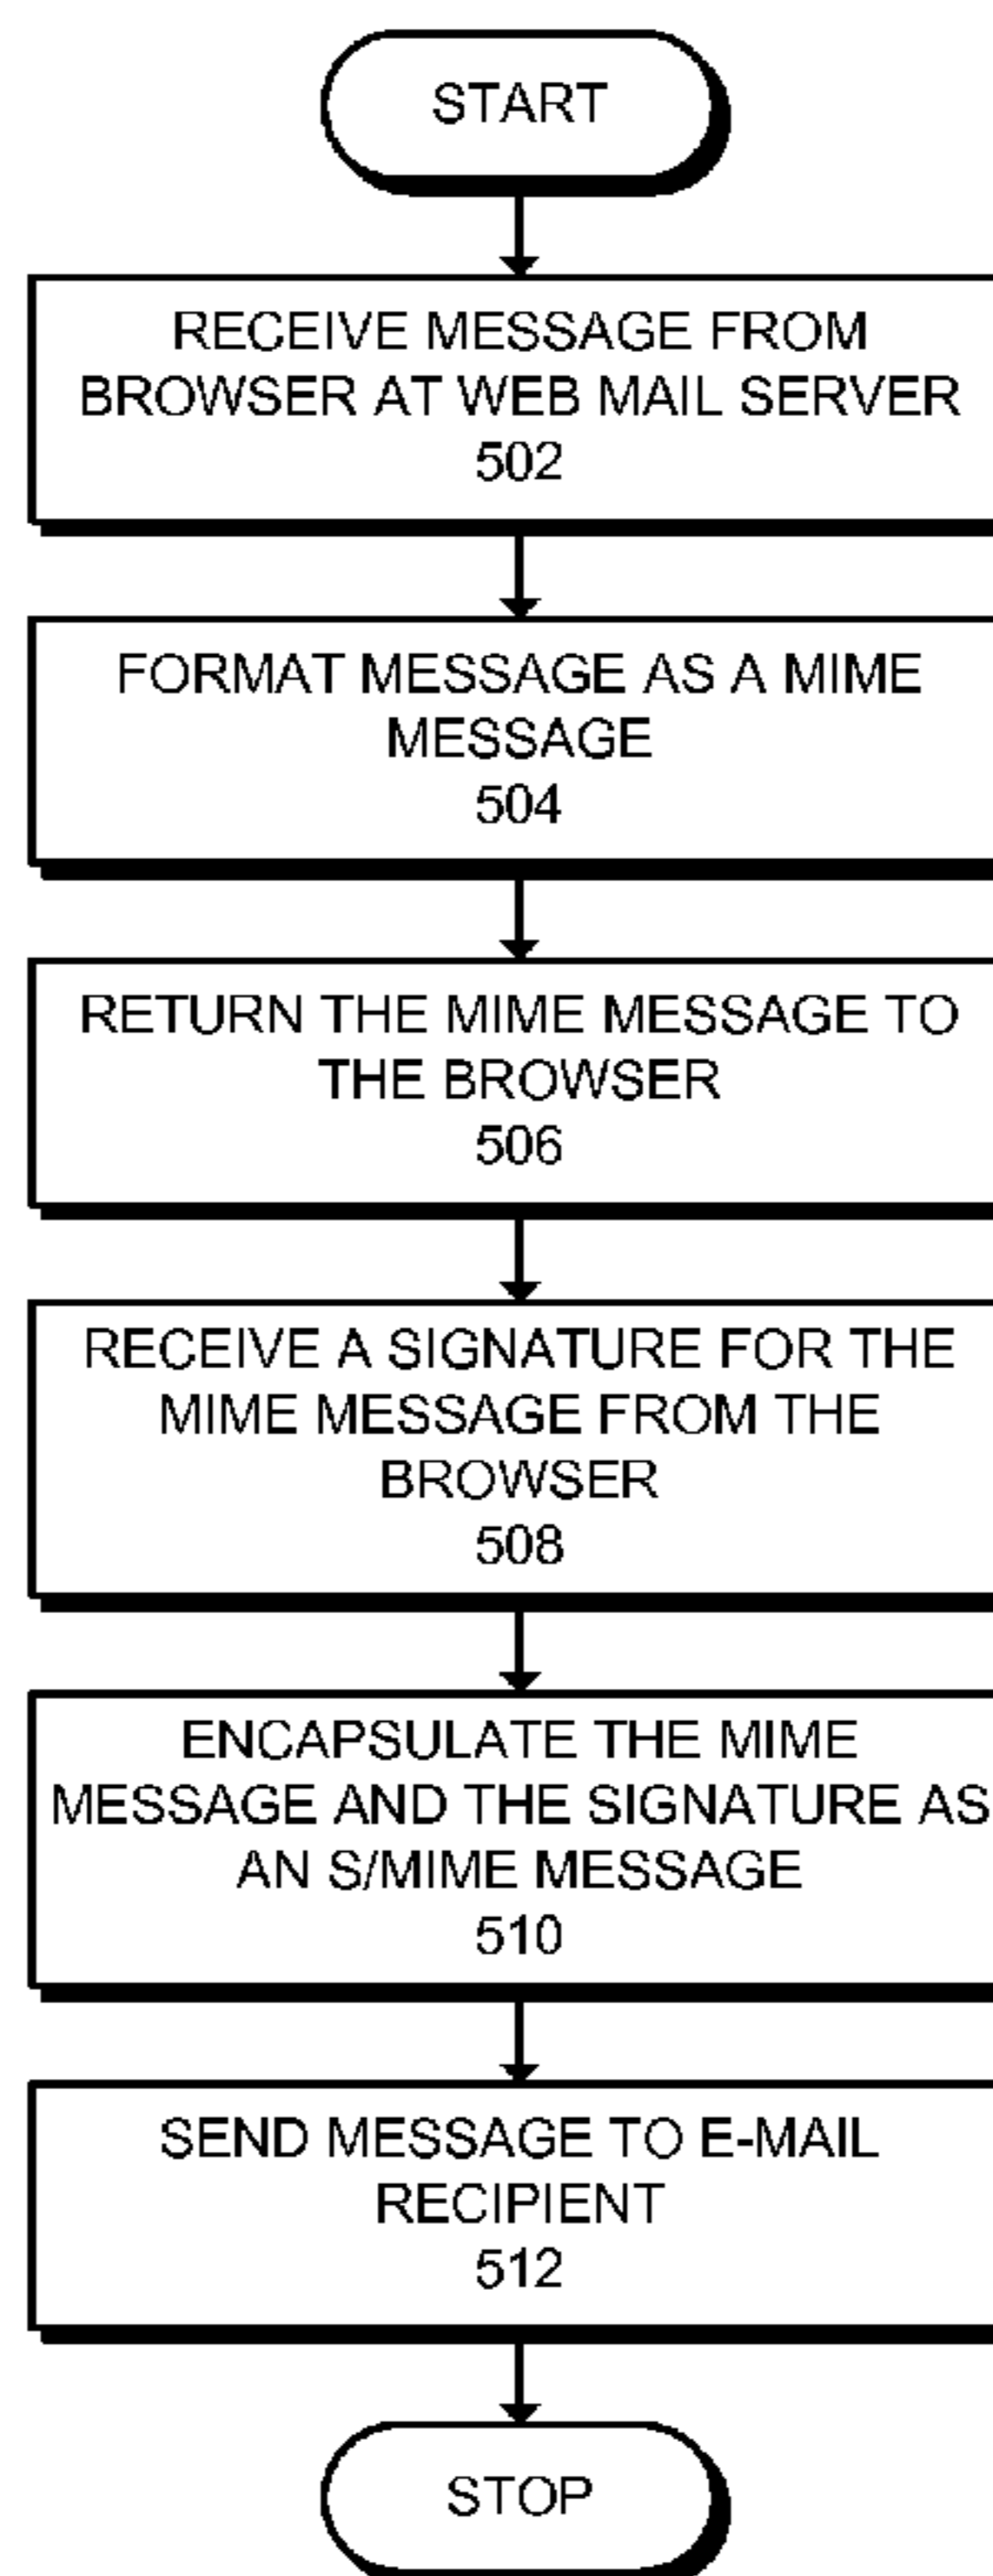 START
RECEIVE MESSAGE FROM
BROWSER AT WEB MAIL SERVER
502
FORMAT MESSAGE AS A MIME
MESSAGE
504
RETURN THE MIME MESSAGE TO
THE BROWSER
506
RECEIVE A SIGNATURE FOR THE
MIME MESSAGE FROM THE
BROWSER
508
ENCAPSULATE THE MIME
MESSAGE AND THE SIGNATURE AS
AN S/MIME MESSAGE
510
SEND MESSAGE TO E-MAIL
RECIPIENT
512
STOP